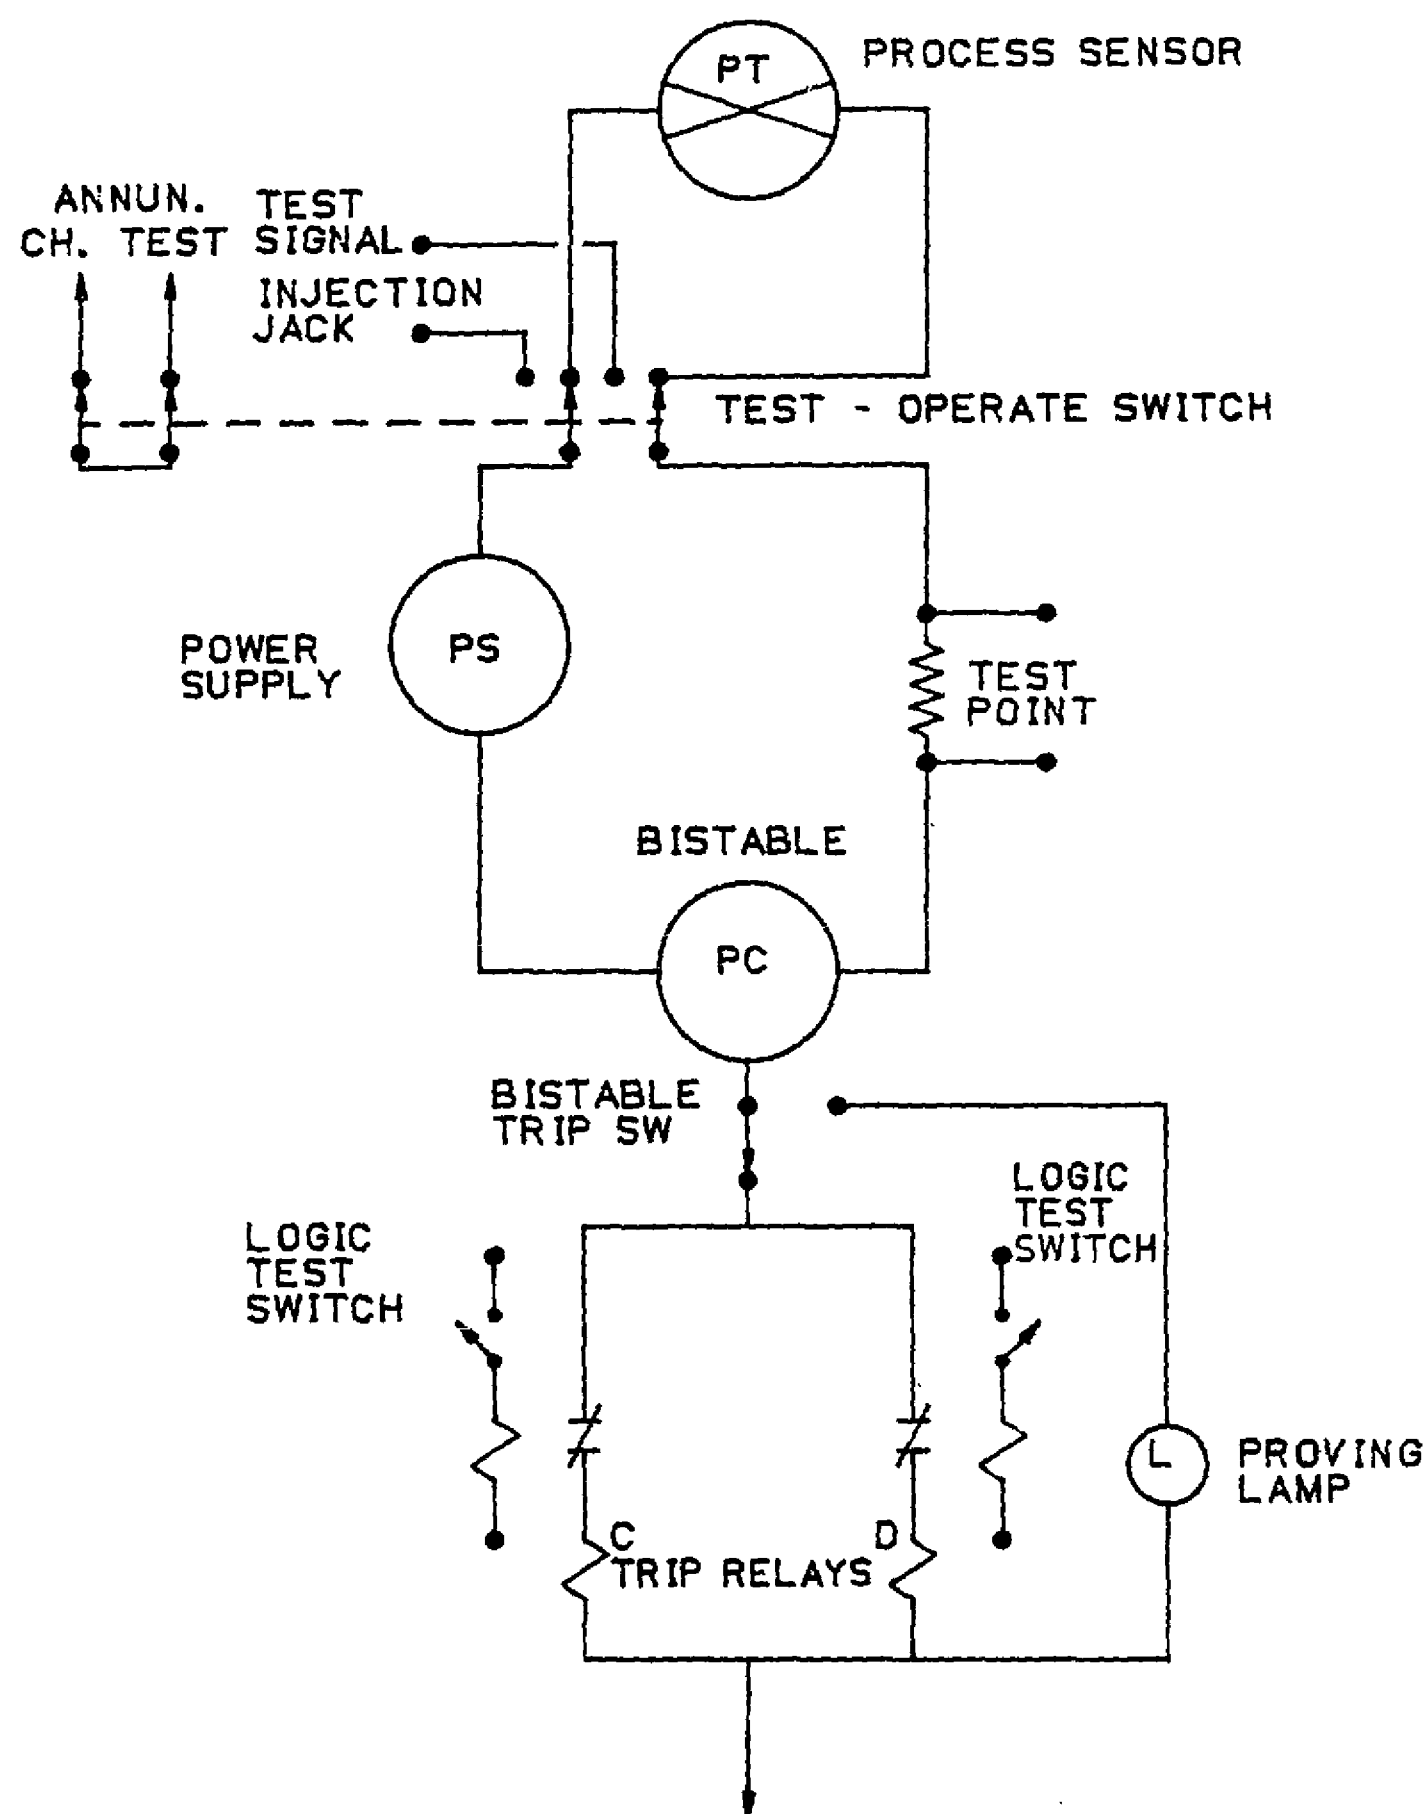 PT
PROCESS SENSOR
ANNUN.
CH. TEST
TEST
SIGNAL
INJECTION
JACK
TEST - OPERATE SWITCH
POWER
SUPPLY
PS
TEST
POINT
BISTABLE
PC
BISTABLE
TRIP SW
LOGIC
TEST
SWITCH
LOGIC
TEST
SWITCH
L
PROVING
LAMP
C
D
TRIP RELAYS